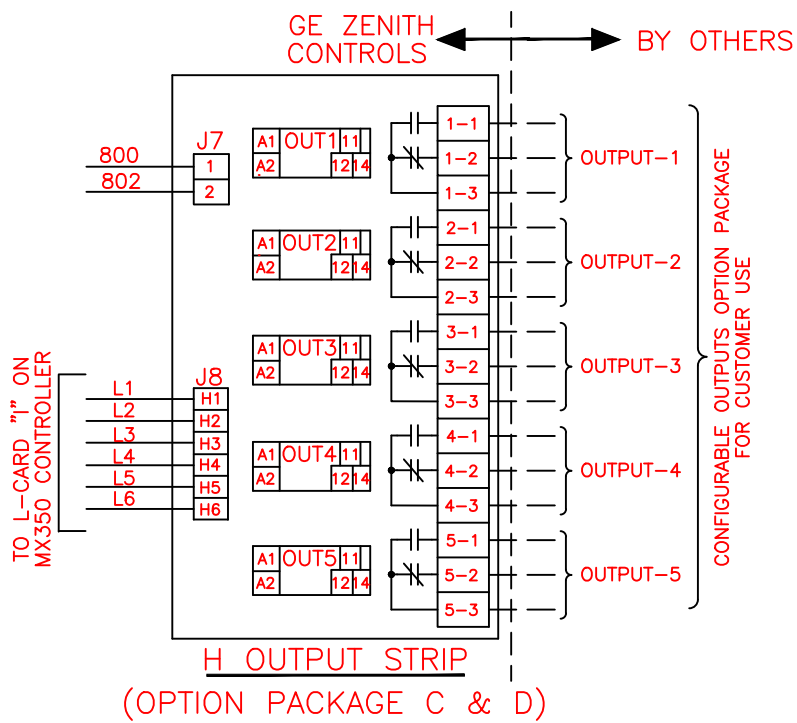 GE ZENITH
CONTROLS
BY OTHERS
J7
800
1
802
2
A1 OUT1 11
A2 12 14
1-1
1-2
1-3
OUTPUT-1
A1 OUT2 11
A2 12 14
2-1
2-2
2-3
OUTPUT-2
A1 OUT3 11
A2 12 14
3-1
3-2
3-3
OUTPUT-3
A1 OUT4 11
A2 12 14
4-1
4-2
4-3
OUTPUT-4
A1 OUT5 11
A2 12 14
5-1
5-2
5-3
OUTPUT-5
J8
L1 H1
L2 H2
L3 H3
L4 H4
L5 H5
L6 H6
TO L-CARD "I" ON
MX350 CONTROLLER
CONFIGURABLE OUTPUTS OPTION PACKAGE
FOR CUSTOMER USE
H OUTPUT STRIP
(OPTION PACKAGE C & D)